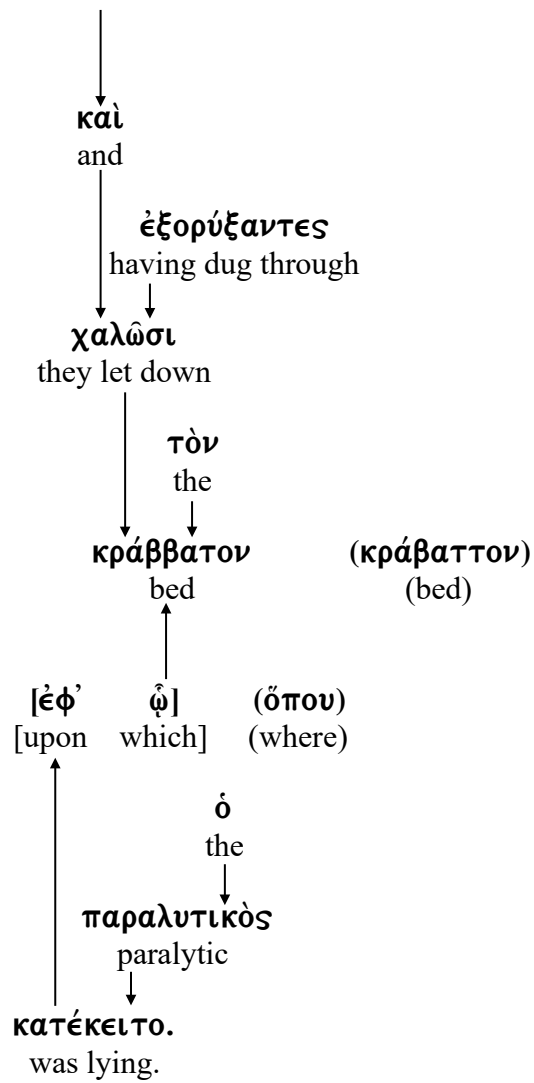 καὶ
and
ἐξορύξαντες
having dug through
χαλῶσι
they let down
τὸν
the
κράββατον (κράβαττον)
bed (bed)
[ἐφ’ ᾧ] (ὅπου)
[upon which] (where)
ὁ
the
παραλυτικὸς
paralytic
κατέκειτο.
was lying.